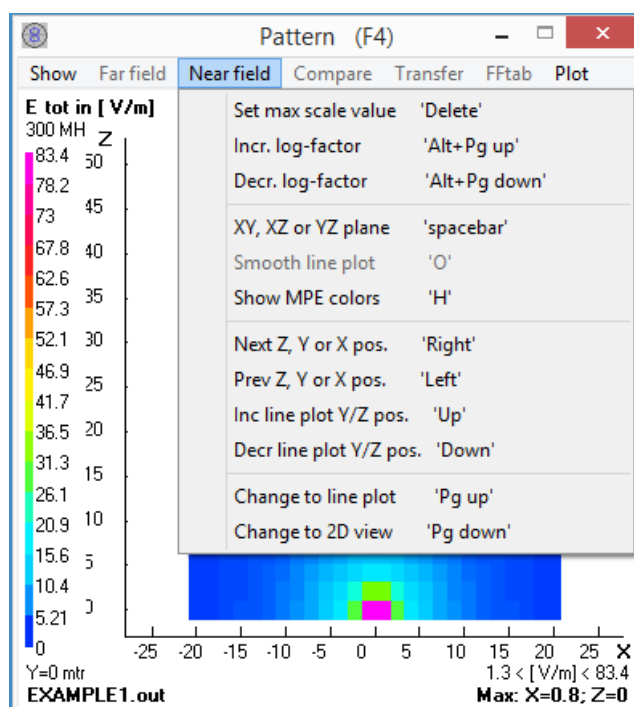 Pattern (F4)
Show Far field Near field Compare Transfer FFtab Plot
E tot in [ V/m]
300 MH
Z
83.4
78.2
73
67.8
62.6
57.3
52.1
46.9
41.7
36.5
31.3
26.1
20.9
15.6
10.4
5.21
0
50
45
40
35
30
25
20
15
10
5
0
Set max scale value 'Delete'
Incr. log-factor 'Alt+Pg up'
Decr. log-factor 'Alt+Pg down'
XY, XZ or YZ plane 'spacebar'
Smooth line plot 'O'
Show MPE colors 'H'
Next Z, Y or X pos. 'Right'
Prev Z, Y or X pos. 'Left'
Inc line plot Y/Z pos. 'Up'
Decr line plot Y/Z pos. 'Down'
Change to line plot 'Pg up'
Change to 2D view 'Pg down'
-25 -20 -15 -10 -5 0 5 10 15 20 25 X
Y=0 mtr 1.3 < [ V/m] < 83.4
EXAMPLE1.out Max: X=0.8; Z=0